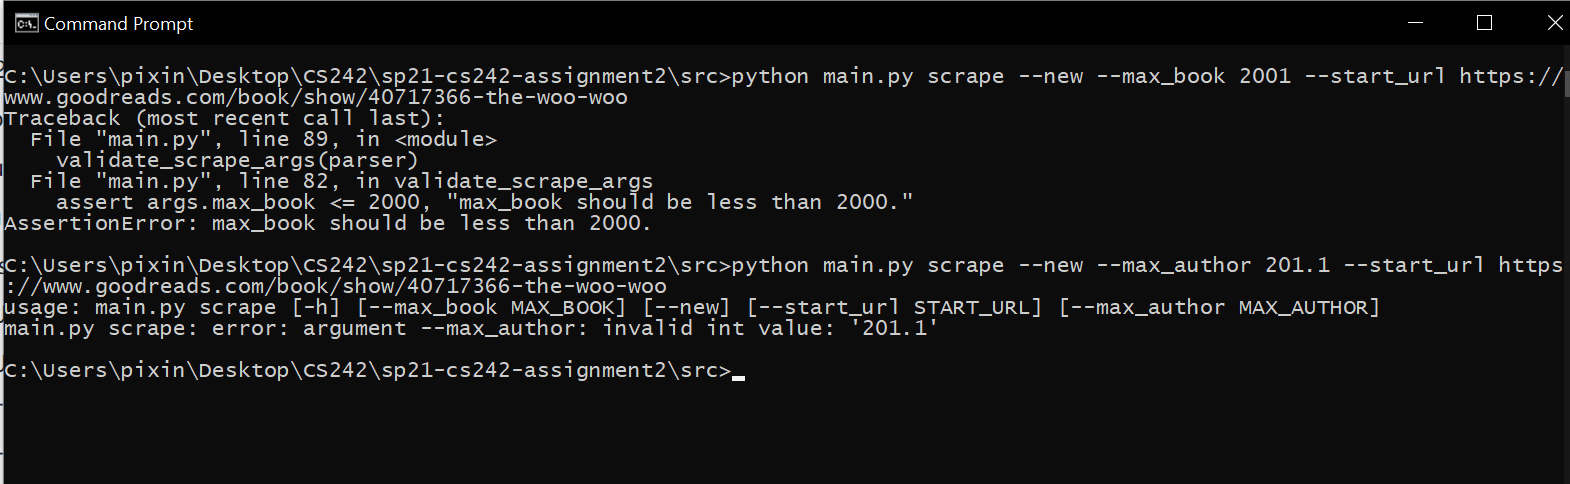 Command Prompt
C:\Users\pixin\Desktop\CS242\sp21-cs242-assignment2\src>python main.py scrape --new --max_book 2001 --start_url https://
www.goodreads.com/book/show/40717366-the-woo-woo
Traceback (most recent call last):
  File "main.py", line 89, in <module>
    validate_scrape_args(parser)
  File "main.py", line 82, in validate_scrape_args
    assert args.max_book <= 2000, "max_book should be less than 2000."
AssertionError: max_book should be less than 2000.
C:\Users\pixin\Desktop\CS242\sp21-cs242-assignment2\src>python main.py scrape --new --max_author 201.1 --start_url https
://www.goodreads.com/book/show/40717366-the-woo-woo
usage: main.py scrape [-h] [--max_book MAX_BOOK] [--new] [--start_url START_URL] [--max_author MAX_AUTHOR]
main.py scrape: error: argument --max_author: invalid int value: '201.1'
C:\Users\pixin\Desktop\CS242\sp21-cs242-assignment2\src>